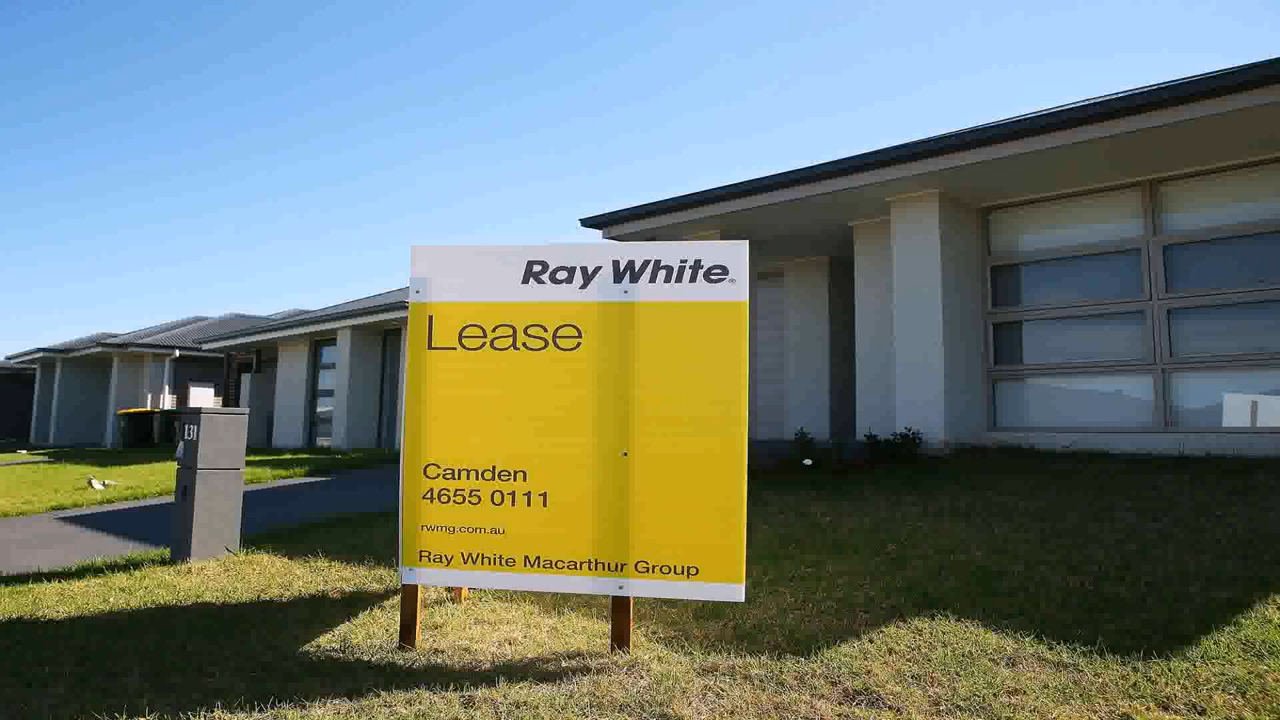 Ray White
Lease
Camden
4655 0111
rwmg.com.au
Ray White Macarthur Group
131